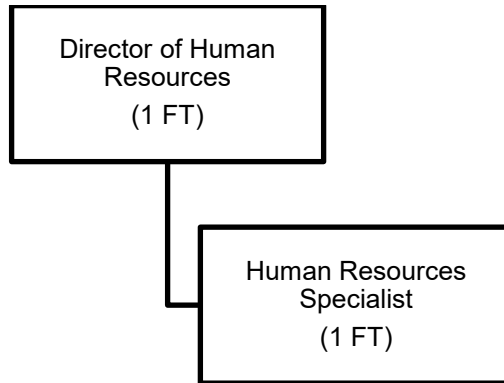 Director of Human
Resources
(1 FT)
Human Resources
Specialist
(1 FT)